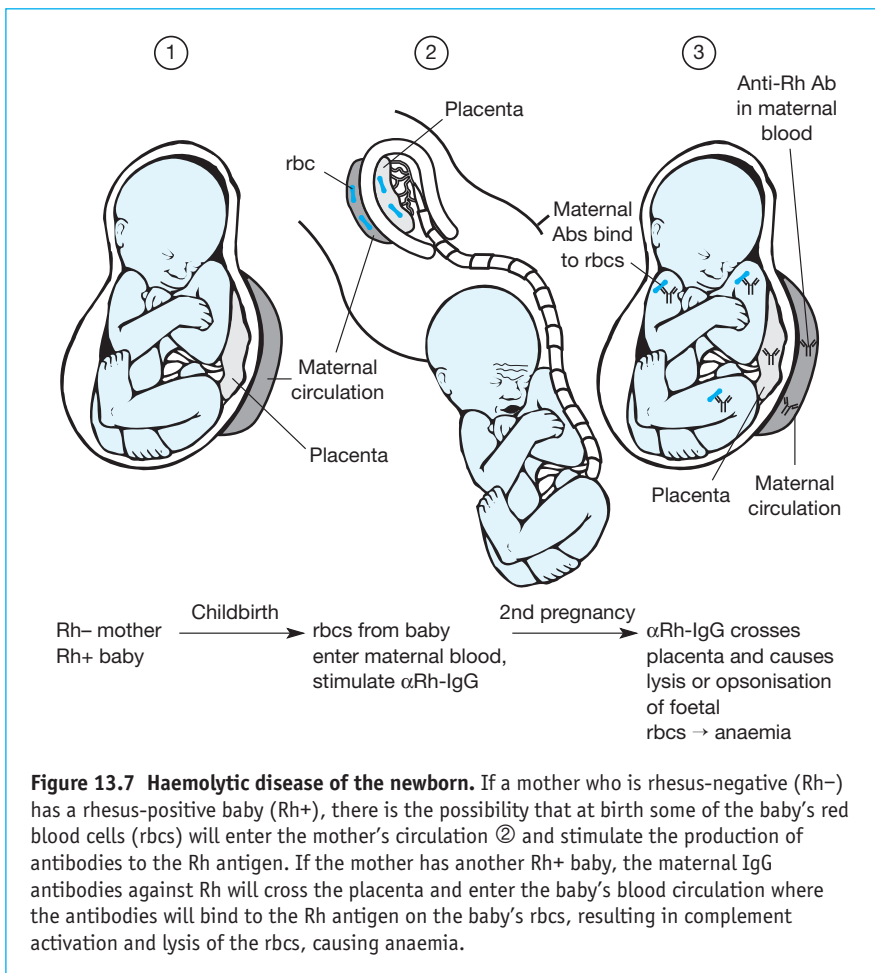 ①
②
③
Placenta
rbc
Anti-Rh Ab
in maternal
blood
Maternal
Abs bind
to rbcs
Maternal
circulation
Placenta
Placenta
Maternal
circulation
Rh– mother
Rh+ baby
Childbirth
rbcs from baby
enter maternal blood,
stimulate αRh-IgG
2nd pregnancy
αRh-IgG crosses
placenta and causes
lysis or opsonisation
of foetal
rbcs → anaemia
Figure 13.7 Haemolytic disease of the newborn. If a mother who is rhesus-negative (Rh–)
has a rhesus-positive baby (Rh+), there is the possibility that at birth some of the baby's red
blood cells (rbcs) will enter the mother's circulation ② and stimulate the production of
antibodies to the Rh antigen. If the mother has another Rh+ baby, the maternal IgG
antibodies against Rh will cross the placenta and enter the baby's blood circulation where
the antibodies will bind to the Rh antigen on the baby's rbcs, resulting in complement
activation and lysis of the rbcs, causing anaemia.